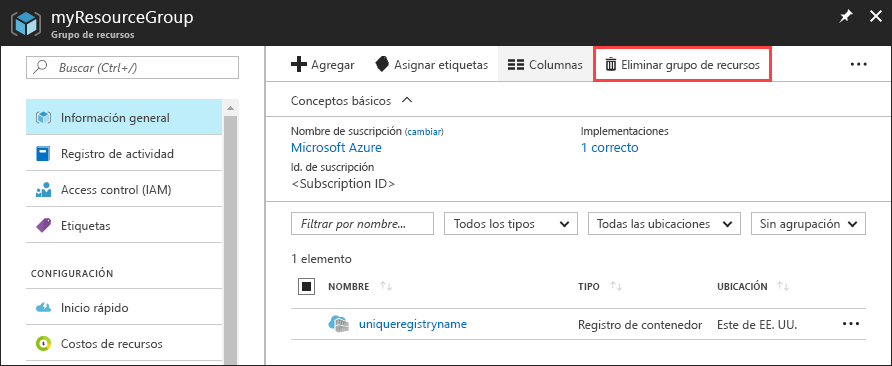 myResourceGroup
Grupo de recursos
Buscar (Ctrl+/)
Información general
Registro de actividad
Access control (IAM)
Etiquetas
CONFIGURACIÓN
Inicio rápido
Costos de recursos
Agregar Asignar etiquetas Columnas Eliminar grupo de recursos
Conceptos básicos
Nombre de suscripción (cambiar) Implementaciones
Microsoft Azure 1 correcto
Id. de suscripción
<Subscription ID>
Filtrar por nombre... Todos los tipos Todas las ubicaciones Sin agrupación
1 elemento
NOMBRE TIPO UBICACIÓN
uniqueregistryname Registro de contenedor Este de EE. UU.